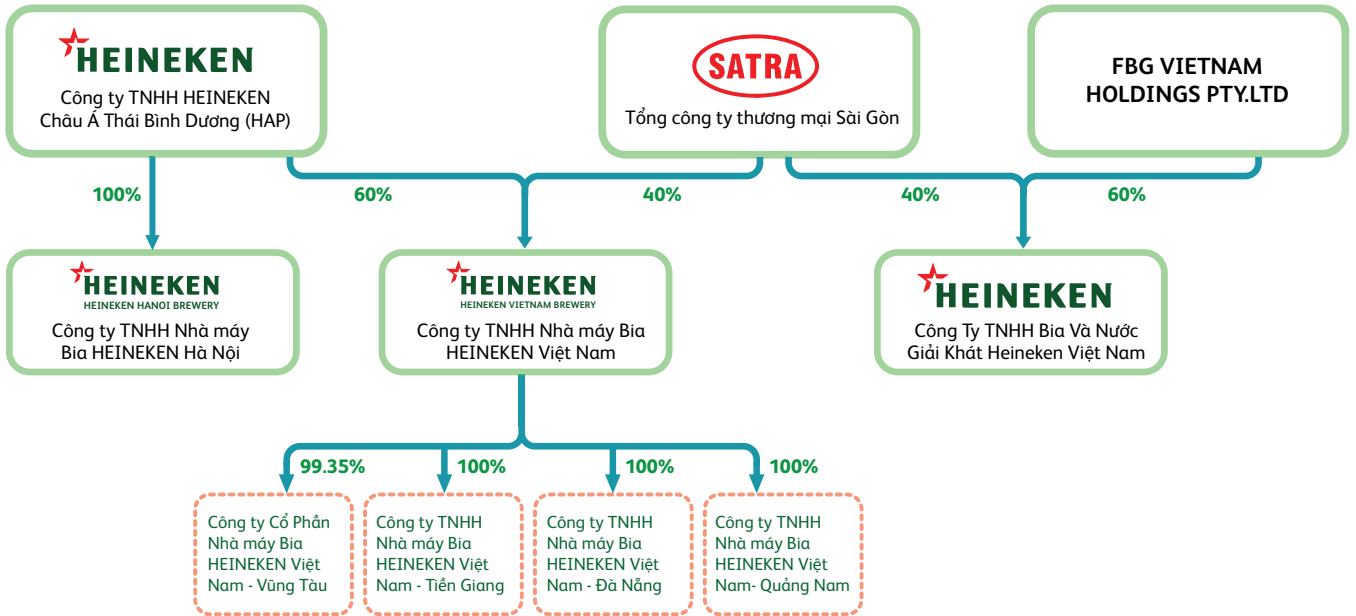 HEINEKEN
Công ty TNHH HEINEKEN
Châu Á Thái Bình Dương (HAP)
SATRA
Tổng công ty thương mại Sài Gòn
FBG VIETNAM
HOLDINGS PTY.LTD
100%
60%
40%
40%
60%
HEINEKEN
HEINEKEN HANOI BREWERY
Công ty TNHH Nhà máy
Bia HEINEKEN Hà Nội
HEINEKEN
HEINEKEN VIETNAM BREWERY
Công ty TNHH Nhà máy Bia
HEINEKEN Việt Nam
HEINEKEN
Công Ty TNHH Bia Và Nước
Giải Khát Heineken Việt Nam
99.35%
100%
100%
100%
Công ty Cổ Phần
Nhà máy Bia
HEINEKEN Việt
Nam - Vũng Tàu
Công ty TNHH
Nhà máy Bia
HEINEKEN Việt
Nam - Tiền Giang
Công ty TNHH
Nhà máy Bia
HEINEKEN Việt
Nam - Đà Nẵng
Công ty TNHH
Nhà máy Bia
HEINEKEN Việt
Nam- Quảng Nam